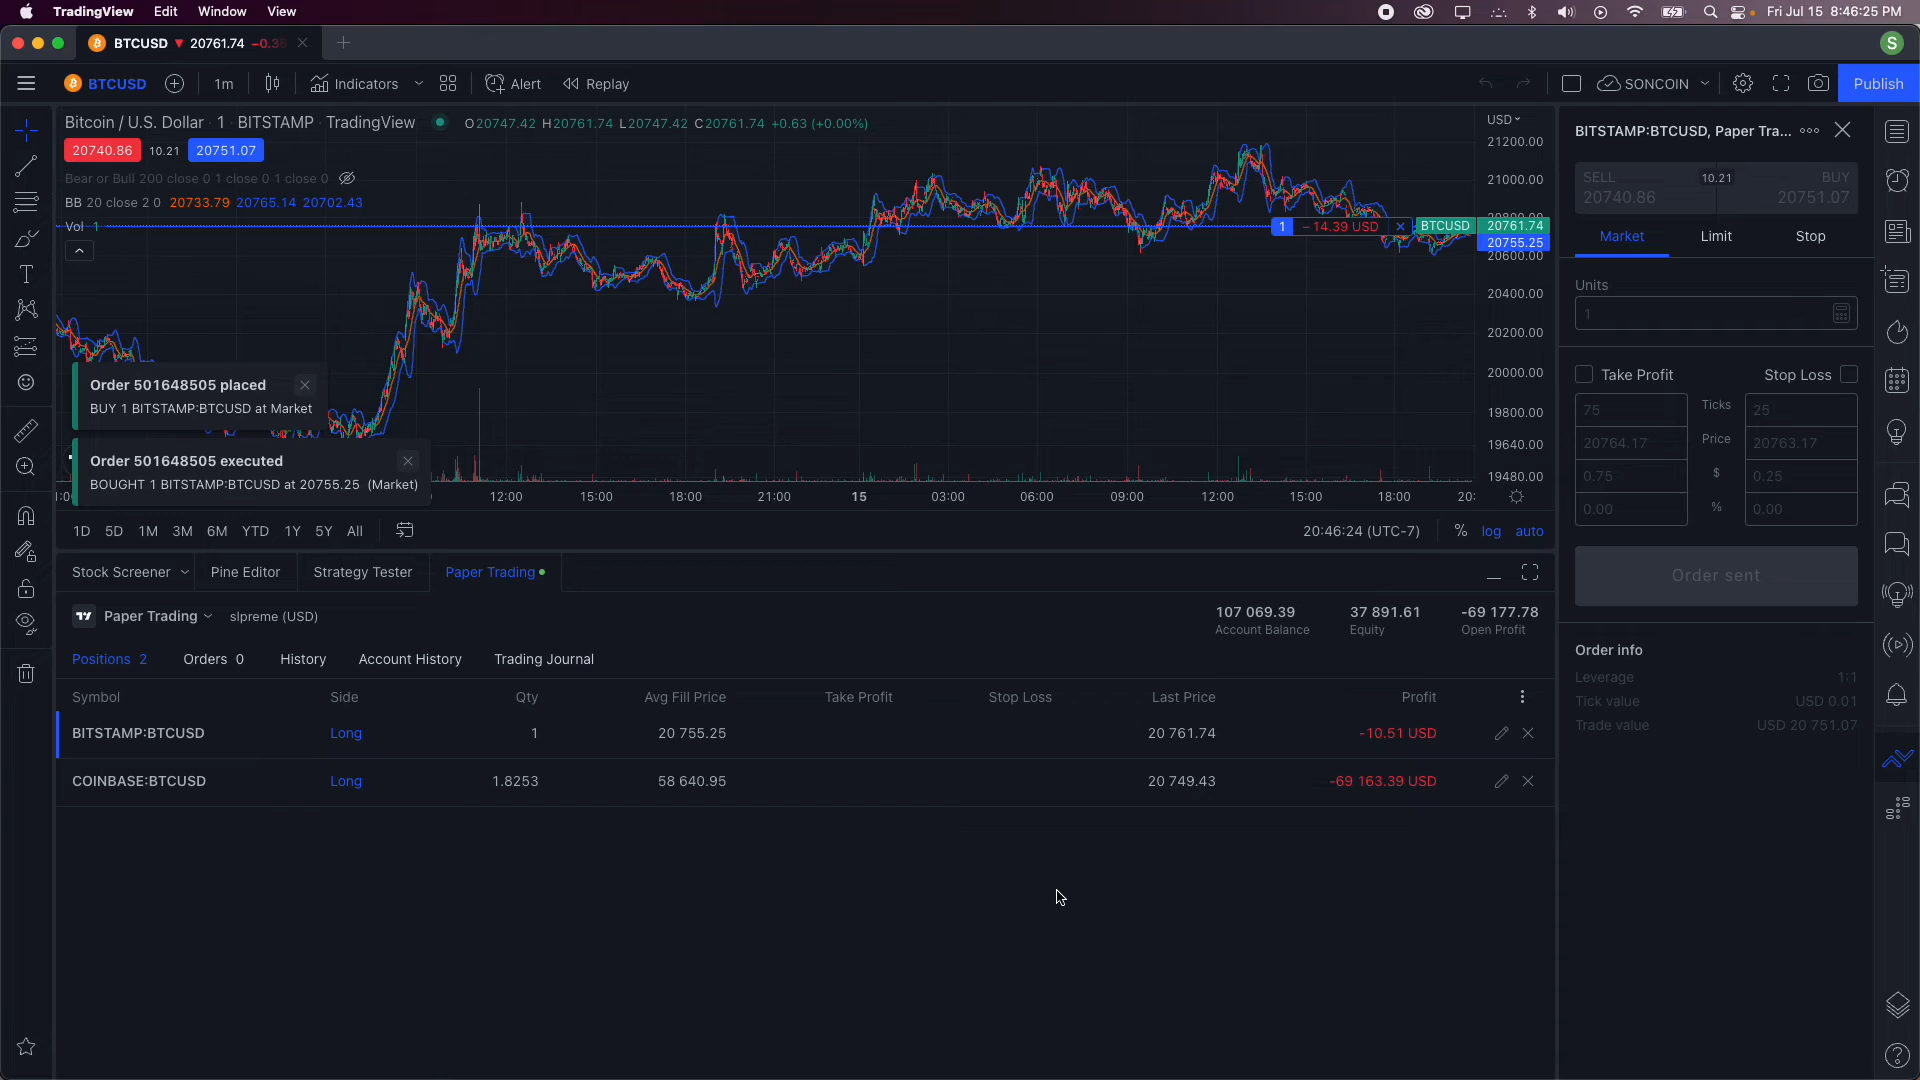 TradingView Edit Window View Fri Jul 15 8:46:25 PM
BTCUSD ▼ 20761.74 −0.3 S
BTCUSD 1m Indicators Alert Replay SONCOIN Publish
Bitcoin / U.S. Dollar · 1 · BITSTAMP · TradingView O20747.42 H20761.74 L20747.42 C20761.74 +0.63 (+0.00%)
20740.86 10.21 20751.07
Bear or Bull 200 close 0 1 close 0 1 close 0
BB 20 close 2 0 20733.79 20765.14 20702.43
Vol 1
USD
21200.00
21000.00
20800.00
1 − 14.39 USD BTCUSD 20761.74
20755.25
20600.00
20400.00
20200.00
20000.00
19800.00
19640.00
19480.00
Order 501648505 placed
BUY 1 BITSTAMP:BTCUSD at Market
Order 501648505 executed
BOUGHT 1 BITSTAMP:BTCUSD at 20755.25 (Market)
12:00 15:00 18:00 21:00 15 03:00 06:00 09:00 12:00 15:00 18:00 20:
1D 5D 1M 3M 6M YTD 1Y 5Y All 20:46:24 (UTC-7) % log auto
Stock Screener Pine Editor Strategy Tester Paper Trading
Paper Trading slpreme (USD)
107 069.39 37 891.61 -69 177.78
Account Balance Equity Open Profit
Positions 2 Orders 0 History Account History Trading Journal
Symbol Side Qty Avg Fill Price Take Profit Stop Loss Last Price Profit
BITSTAMP:BTCUSD Long 1 20 755.25 20 761.74 -10.51 USD
COINBASE:BTCUSD Long 1.8253 58 640.95 20 749.43 -69 163.39 USD
BITSTAMP:BTCUSD, Paper Tra...
SELL 10.21 BUY
20740.86 20751.07
Market Limit Stop
Units
1
Take Profit Stop Loss
75 Ticks 25
20764.17 Price 20763.17
0.75 $ 0.25
0.00 % 0.00
Order sent
Order info
Leverage 1:1
Tick value USD 0.01
Trade value USD 20 751.07